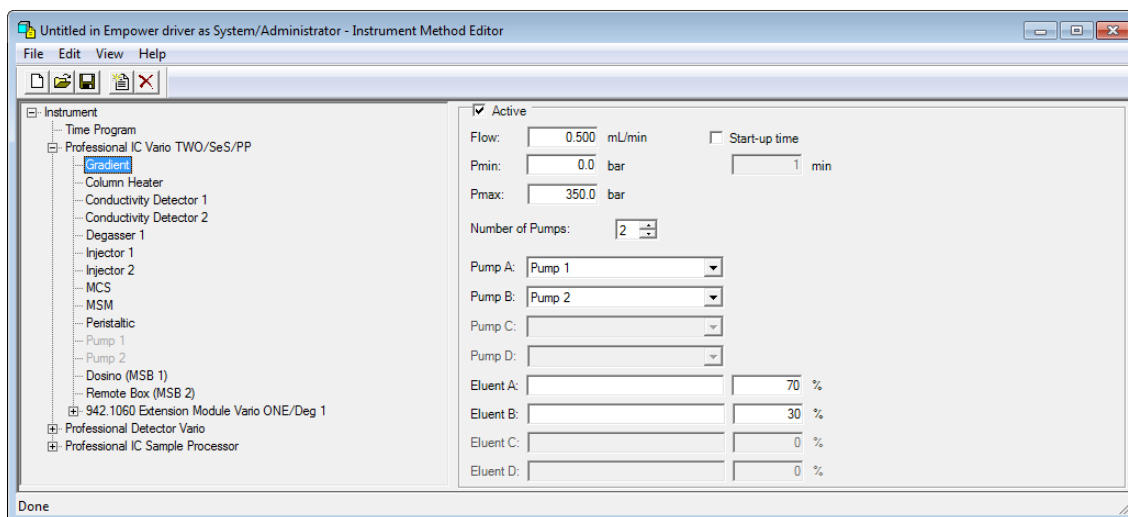 Untitled in Empower driver as System/Administrator - Instrument Method Editor
File Edit View Help
Instrument
Time Program
Professional IC Vario TWO/SeS/PP
Gradient
Column Heater
Conductivity Detector 1
Conductivity Detector 2
Degasser 1
Injector 1
Injector 2
MCS
MSM
Peristaltic
Pump 1
Pump 2
Dosino (MSB 1)
Remote Box (MSB 2)
942.1060 Extension Module Vario ONE/Deg 1
Professional Detector Vario
Professional IC Sample Processor
Active
Flow: 0.500 mL/min Start-up time
Pmin: 0.0 bar 1 min
Pmax: 350.0 bar
Number of Pumps: 2
Pump A: Pump 1
Pump B: Pump 2
Pump C:
Pump D:
Eluent A: 70 %
Eluent B: 30 %
Eluent C: 0 %
Eluent D: 0 %
Done